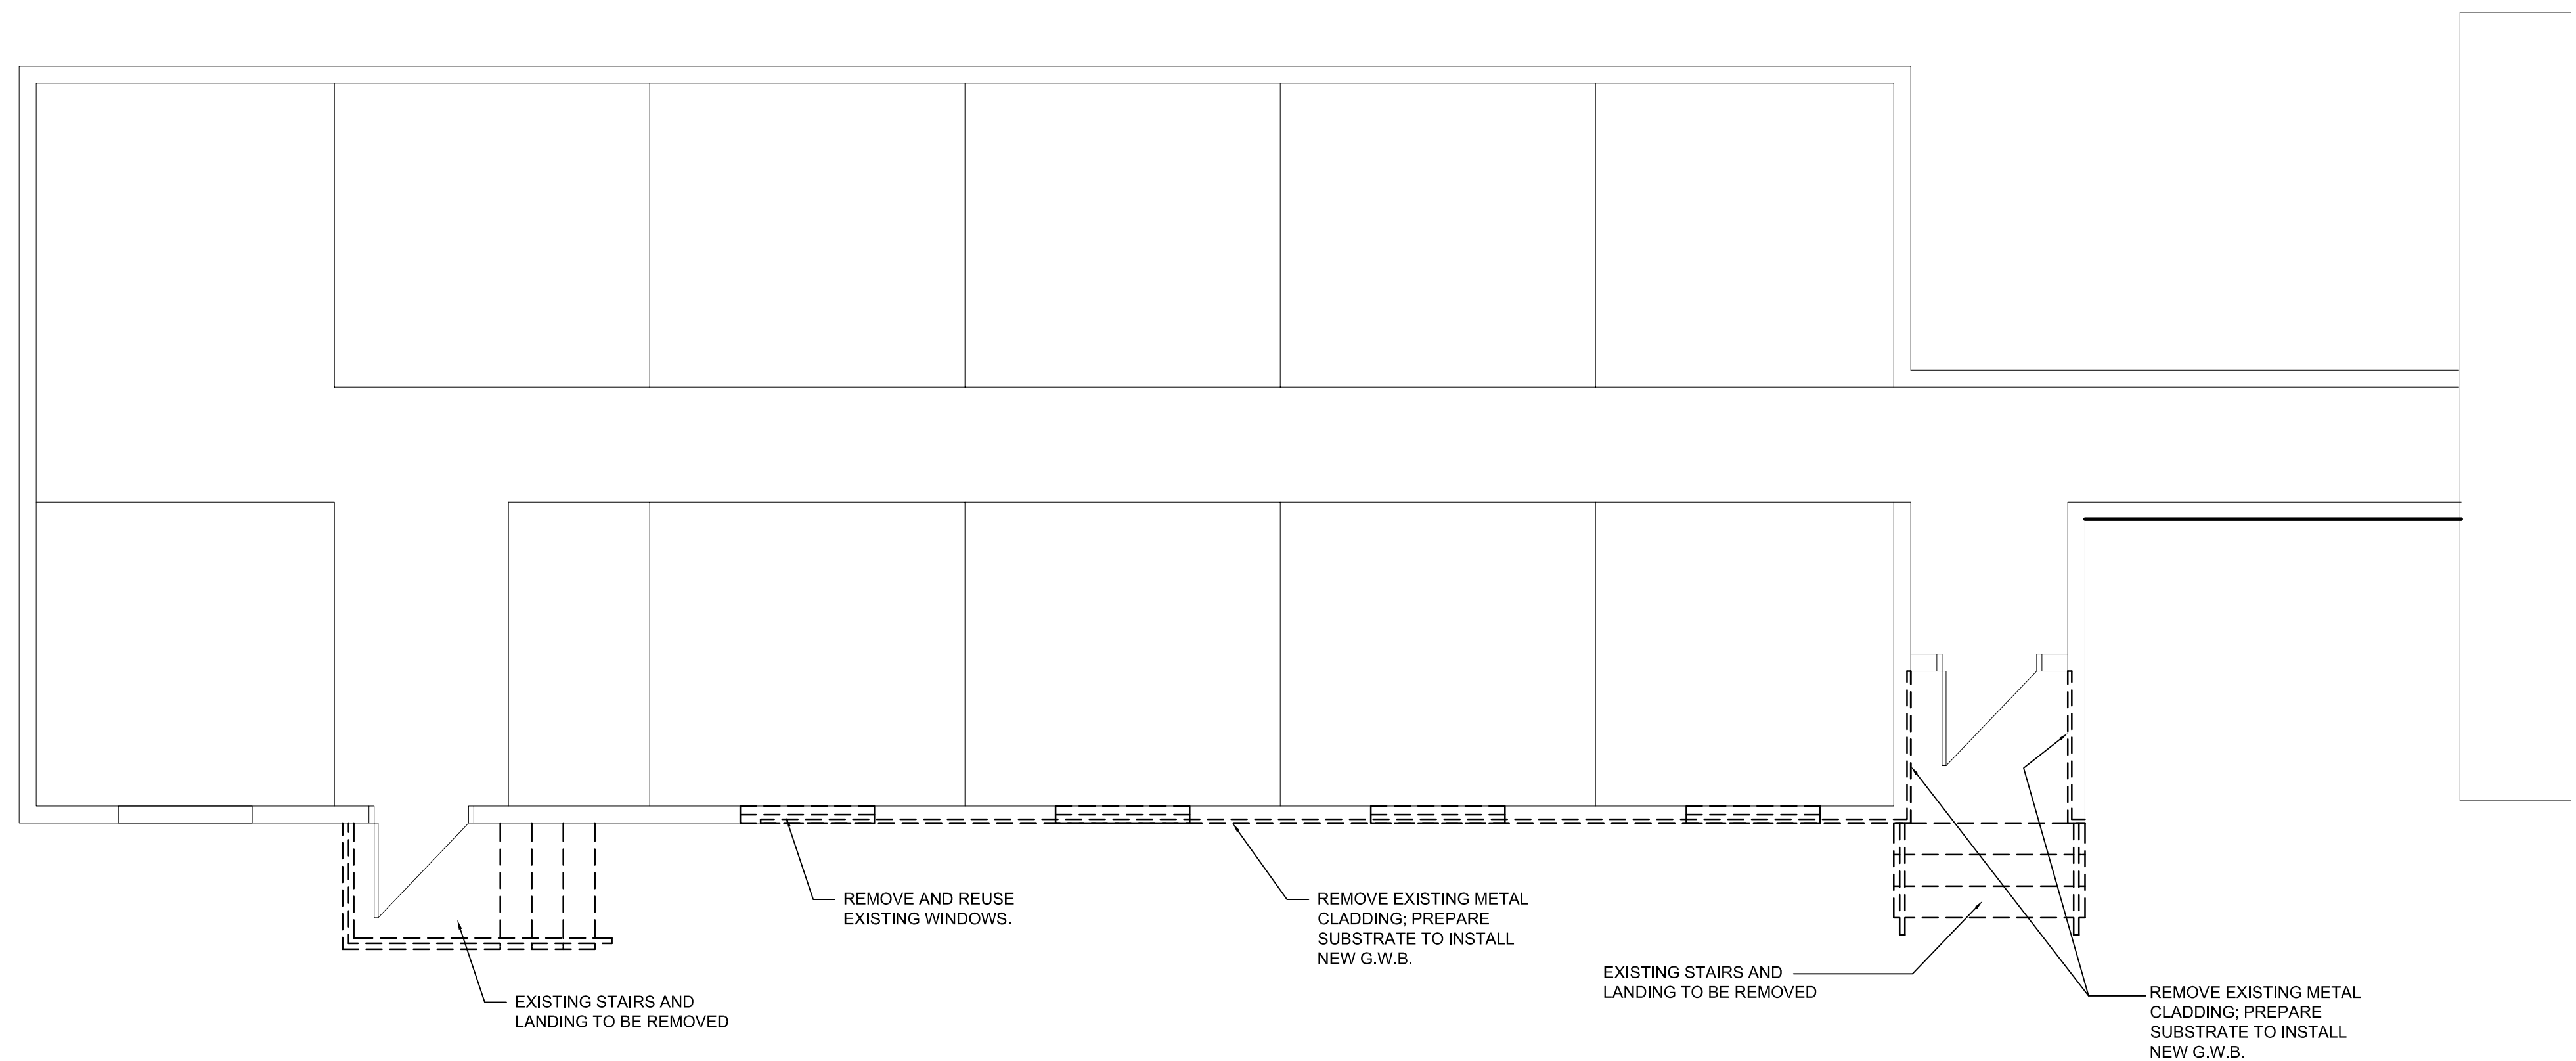 REMOVE AND REUSE
EXISTING WINDOWS.
REMOVE EXISTING METAL
CLADDING; PREPARE
SUBSTRATE TO INSTALL
NEW G.W.B.
EXISTING STAIRS AND
LANDING TO BE REMOVED
EXISTING STAIRS AND
LANDING TO BE REMOVED
REMOVE EXISTING METAL
CLADDING; PREPARE
SUBSTRATE TO INSTALL
NEW G.W.B.